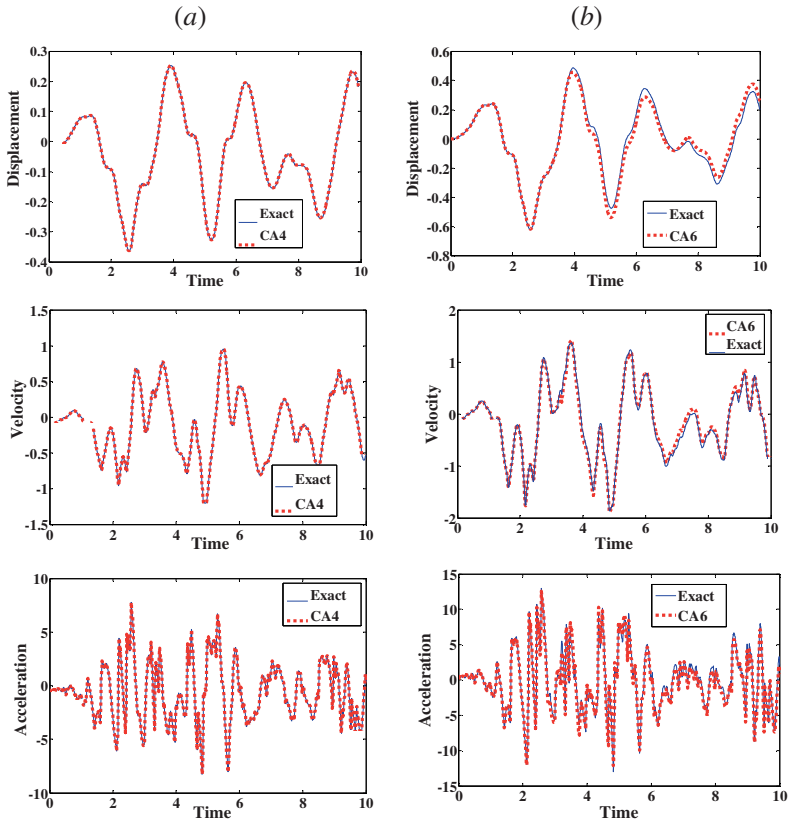 (a)
(b)
0.3
0.2
0.1
0
-0.1
-0.2
-0.3
-0.4
Displacement
0 2 4 6 8 10
Time
Exact
CA4
0.6
0.4
0.2
0
-0.2
-0.4
-0.6
-0.8
Displacement
0 2 4 6 8 10
Time
Exact
CA6
1.5
1
0.5
0
-0.5
-1
-1.5
Velocity
0 2 4 6 8 10
Time
Exact
CA4
2
1
0
-1
-2
Velocity
0 2 4 6 8 10
Time
CA6
Exact
10
5
0
-5
-10
Acceleration
0 2 4 6 8 10
Time
Exact
CA4
15
10
5
0
-5
-10
-15
Acceleration
0 2 4 6 8 10
Time
Exact
CA6